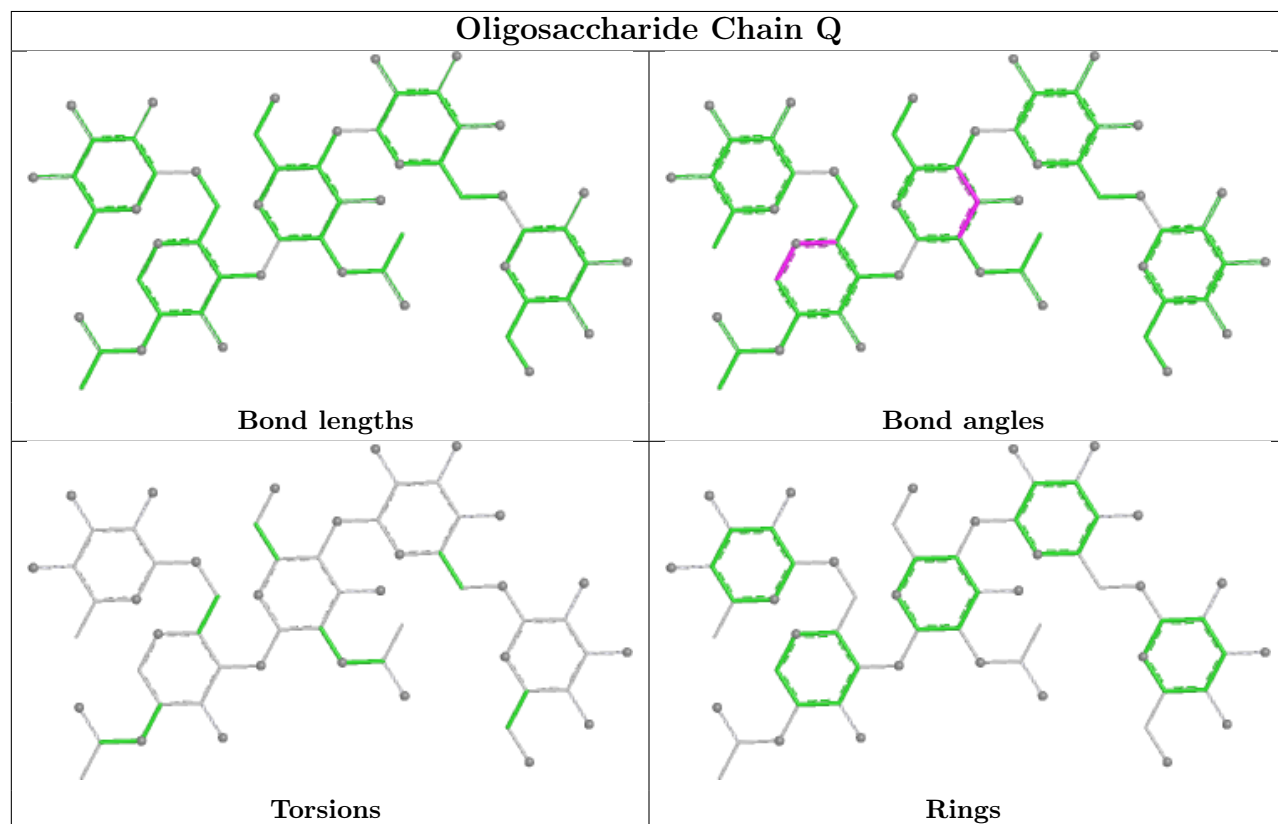 Oligosaccharide Chain Q
Bond lengths
Bond angles
Torsions
Rings